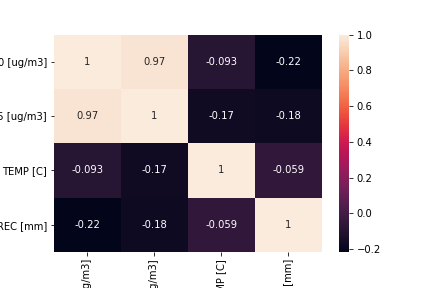 0 [ug/m3] 1 0.97 -0.093 -0.22
5 [ug/m3] 0.97 1 -0.17 -0.18
TEMP [C] -0.093 -0.17 1 -0.059
REC [mm] -0.22 -0.18 -0.059 1
g/m3]
g/m3]
MP [C]
[mm]
1.0
0.8
0.6
0.4
0.2
0.0
-0.2